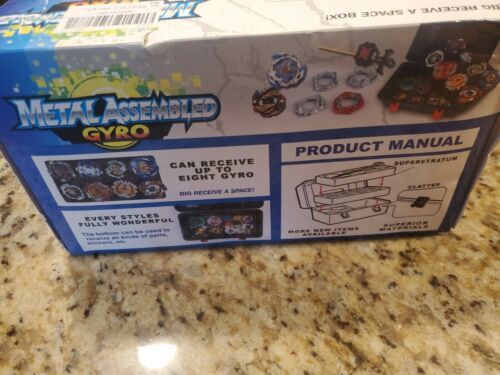 BIG RECEIVE A SPACE BOX!
METAL ASSEMBLED
GYRO
CAN RECEIVE
UP TO
EIGHT GYRO
BIG RECEIVE A SPACE!
EVERY STYLES
FULLY WONDERFUL
The bottom can be used to
receive all kinds of parts,
stickers, etc.
PRODUCT MANUAL
SUPERSTRATUM
CLATTER
MORE NEW ITEMS
AVAILABLE
SUPERIOR
MATERIALS